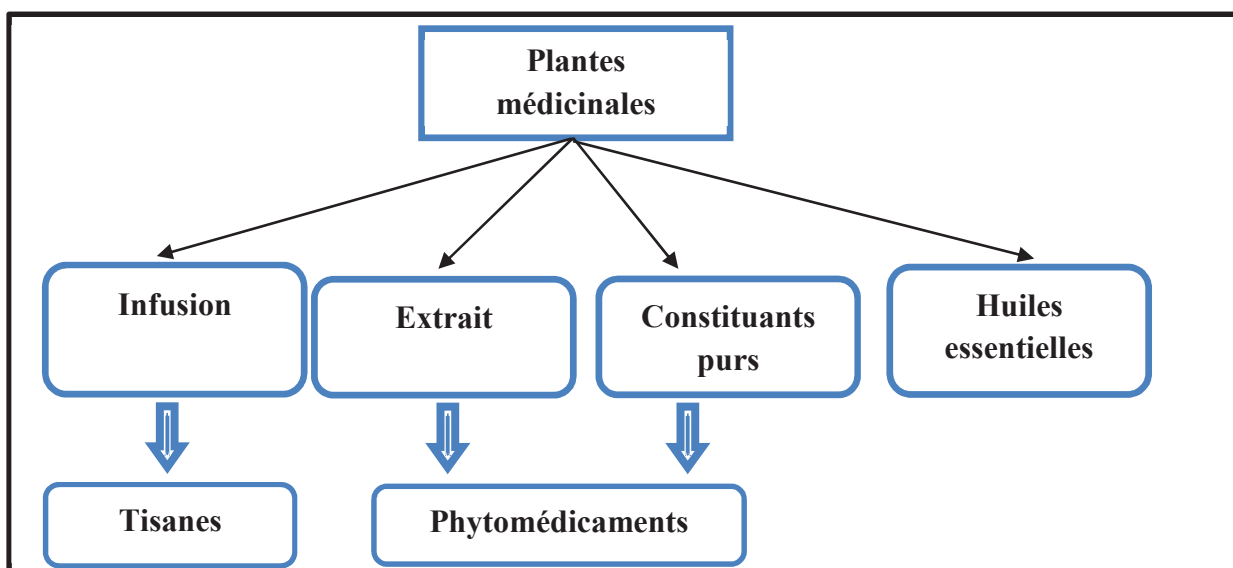 Plantes
médicinales
Infusion
Extrait
Constituants
purs
Huiles
essentielles
Tisanes
Phytomédicaments